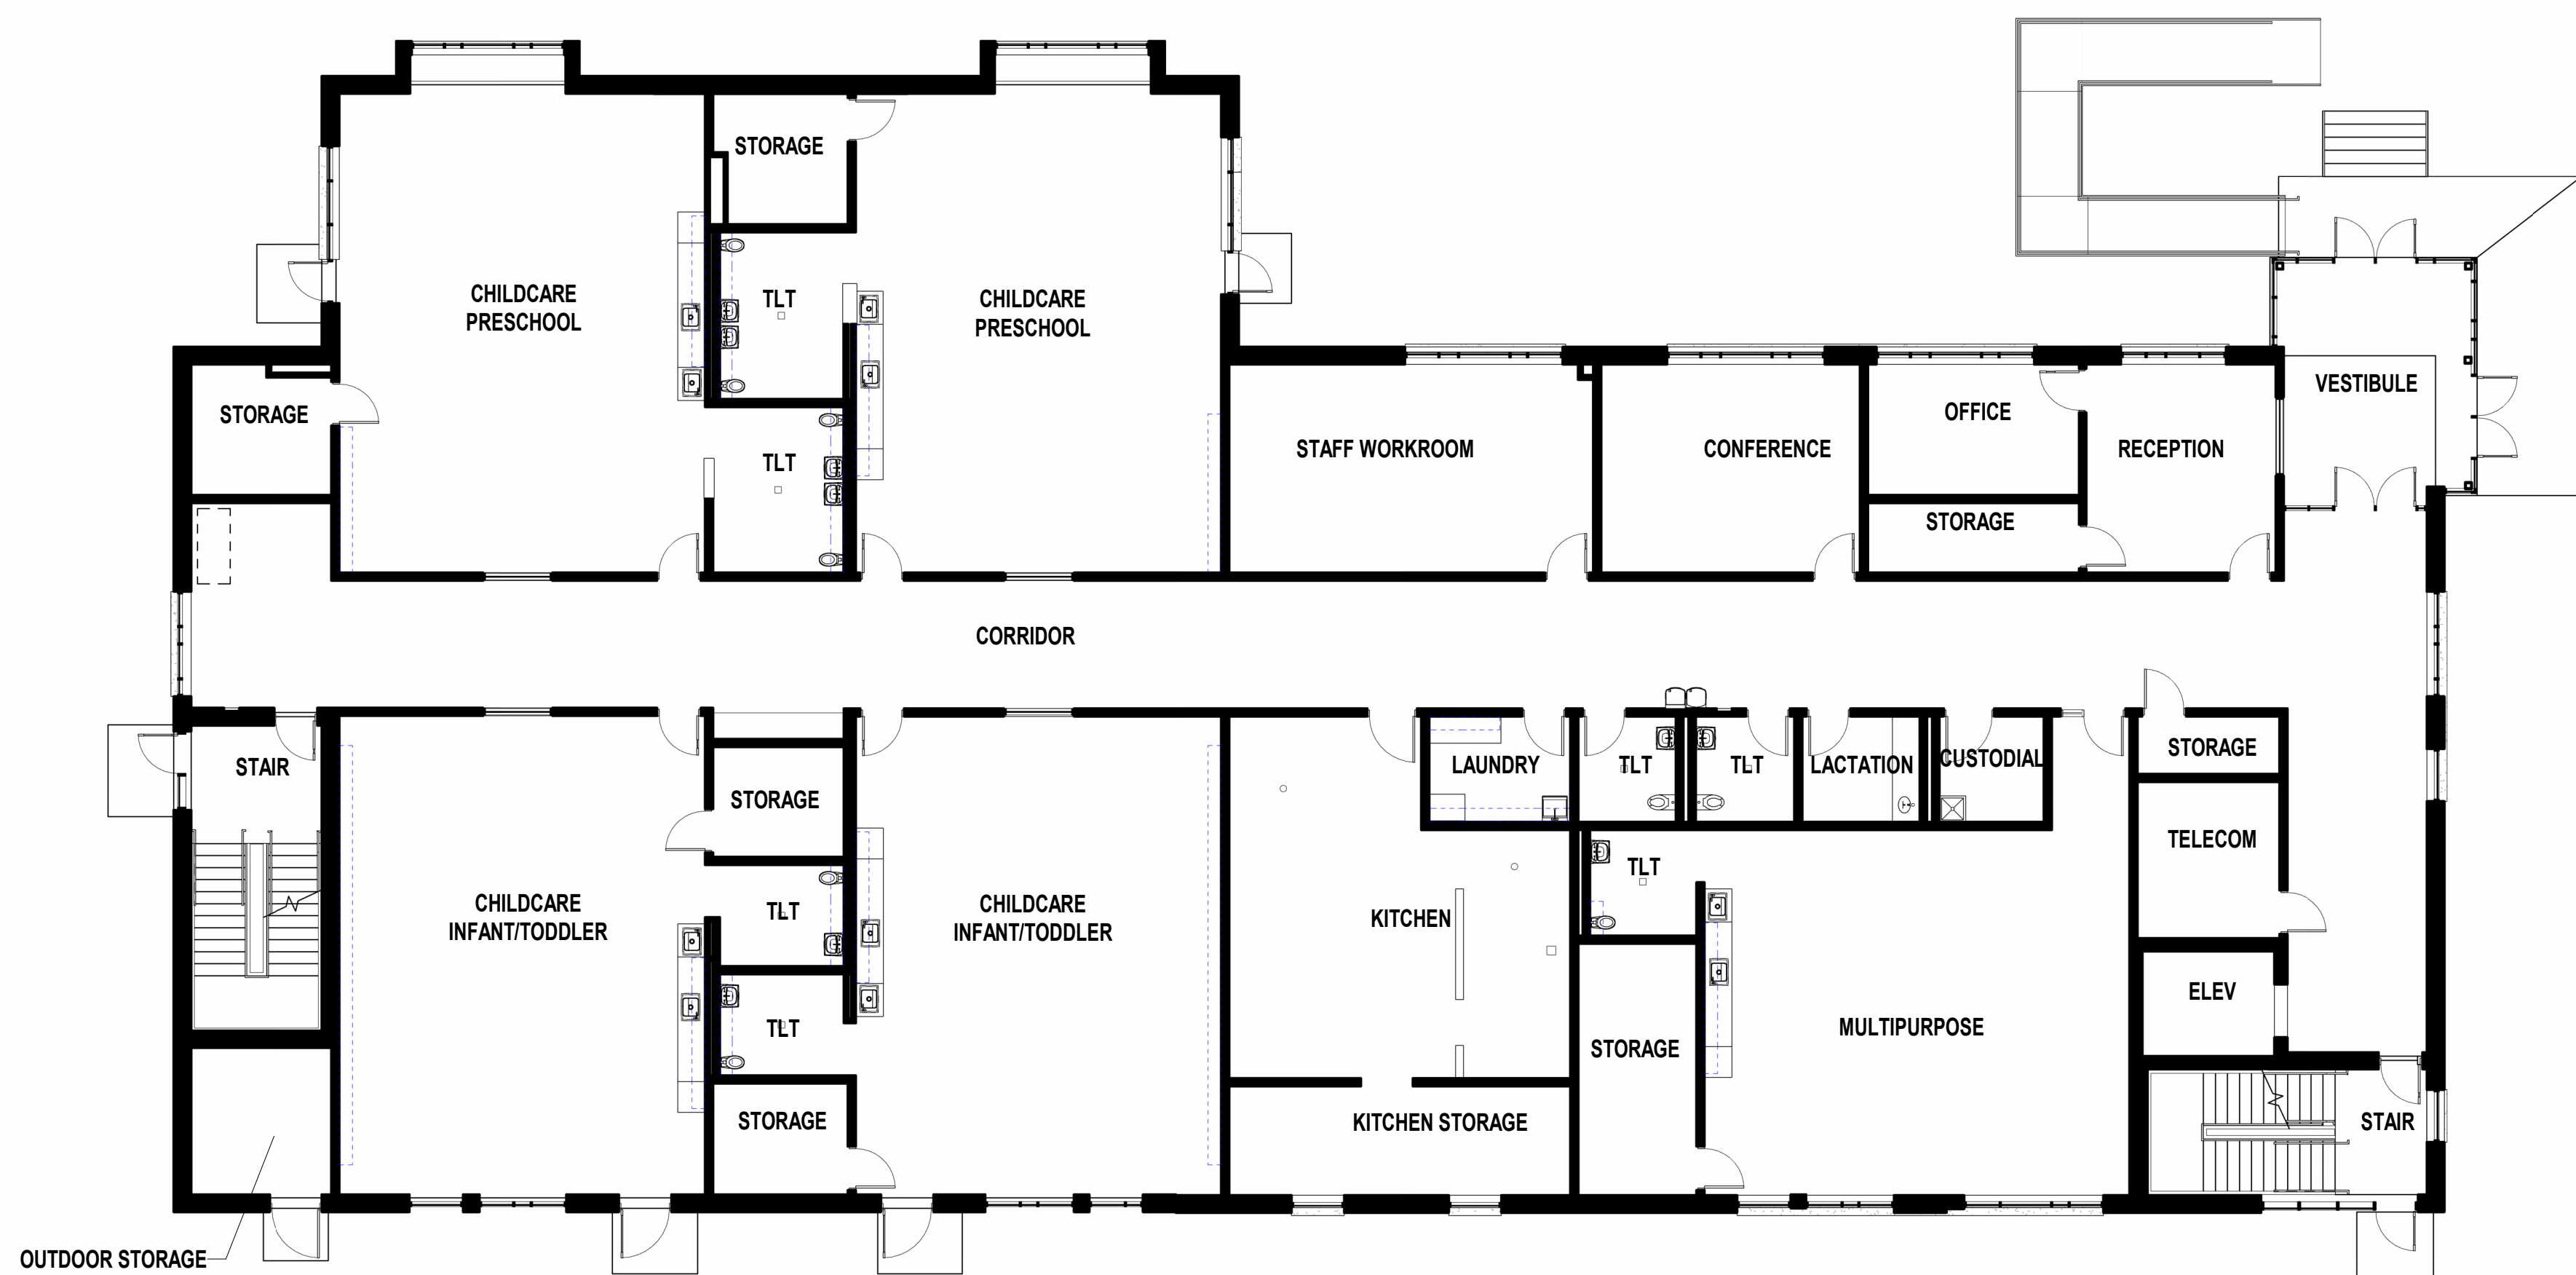 STORAGE
CHILDCARE
PRESCHOOL
TLT
CHILDCARE
PRESCHOOL
STORAGE
TLT
STAFF WORKROOM
CONFERENCE
OFFICE
STORAGE
RECEPTION
VESTIBULE
CORRIDOR
STAIR
CHILDCARE
INFANT/TODDLER
STORAGE
TLT
TLT
STORAGE
CHILDCARE
INFANT/TODDLER
KITCHEN
KITCHEN STORAGE
LAUNDRY
TLT
TLT
LACTATION
CUSTODIAL
TLT
STORAGE
MULTIPURPOSE
STORAGE
TELECOM
ELEV
STAIR
OUTDOOR STORAGE